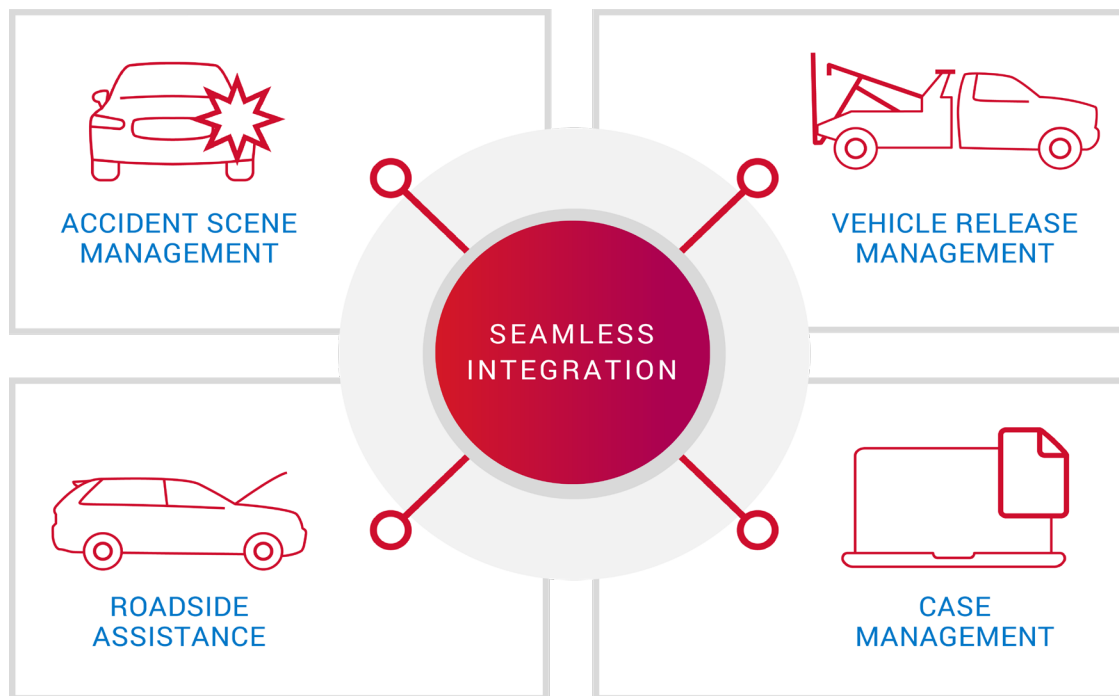 ACCIDENT SCENE
MANAGEMENT
VEHICLE RELEASE
MANAGEMENT
SEAMLESS
INTEGRATION
ROADSIDE
ASSISTANCE
CASE
MANAGEMENT